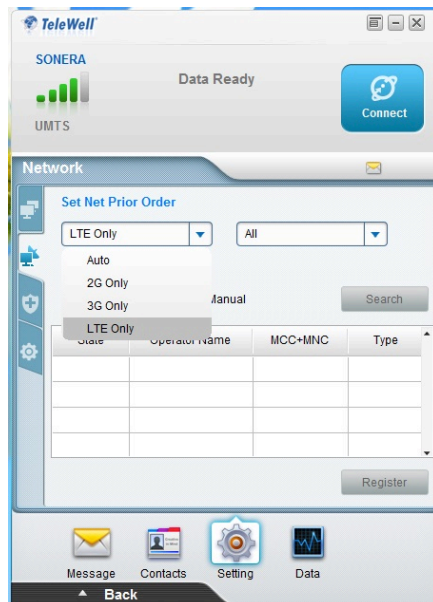 TeleWell
SONERA
Data Ready
UMTS
Connect
Network
Set Net Prior Order
LTE Only
All
Auto
2G Only
3G Only
Manual
Search
LTE Only
State Operator Name MCC+MNC Type
Register
Message Contacts Setting Data
Back